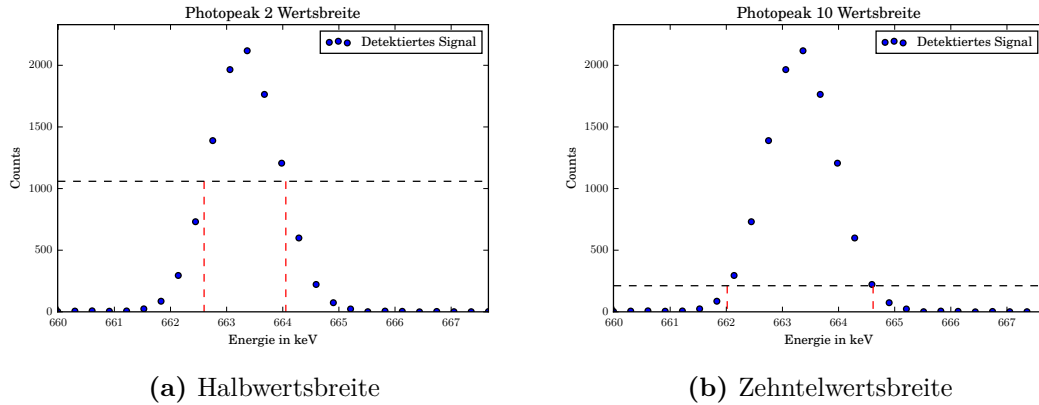 Photopeak 2 Wertsbreite
Detektiertes Signal
2000
1500
1000
500
0
Counts
660 661 662 663 664 665 666 667
Energie in keV
(a) Halbwertsbreite
Photopeak 10 Wertsbreite
Detektiertes Signal
2000
1500
1000
500
0
Counts
660 661 662 663 664 665 666 667
Energie in keV
(b) Zehntelwertsbreite